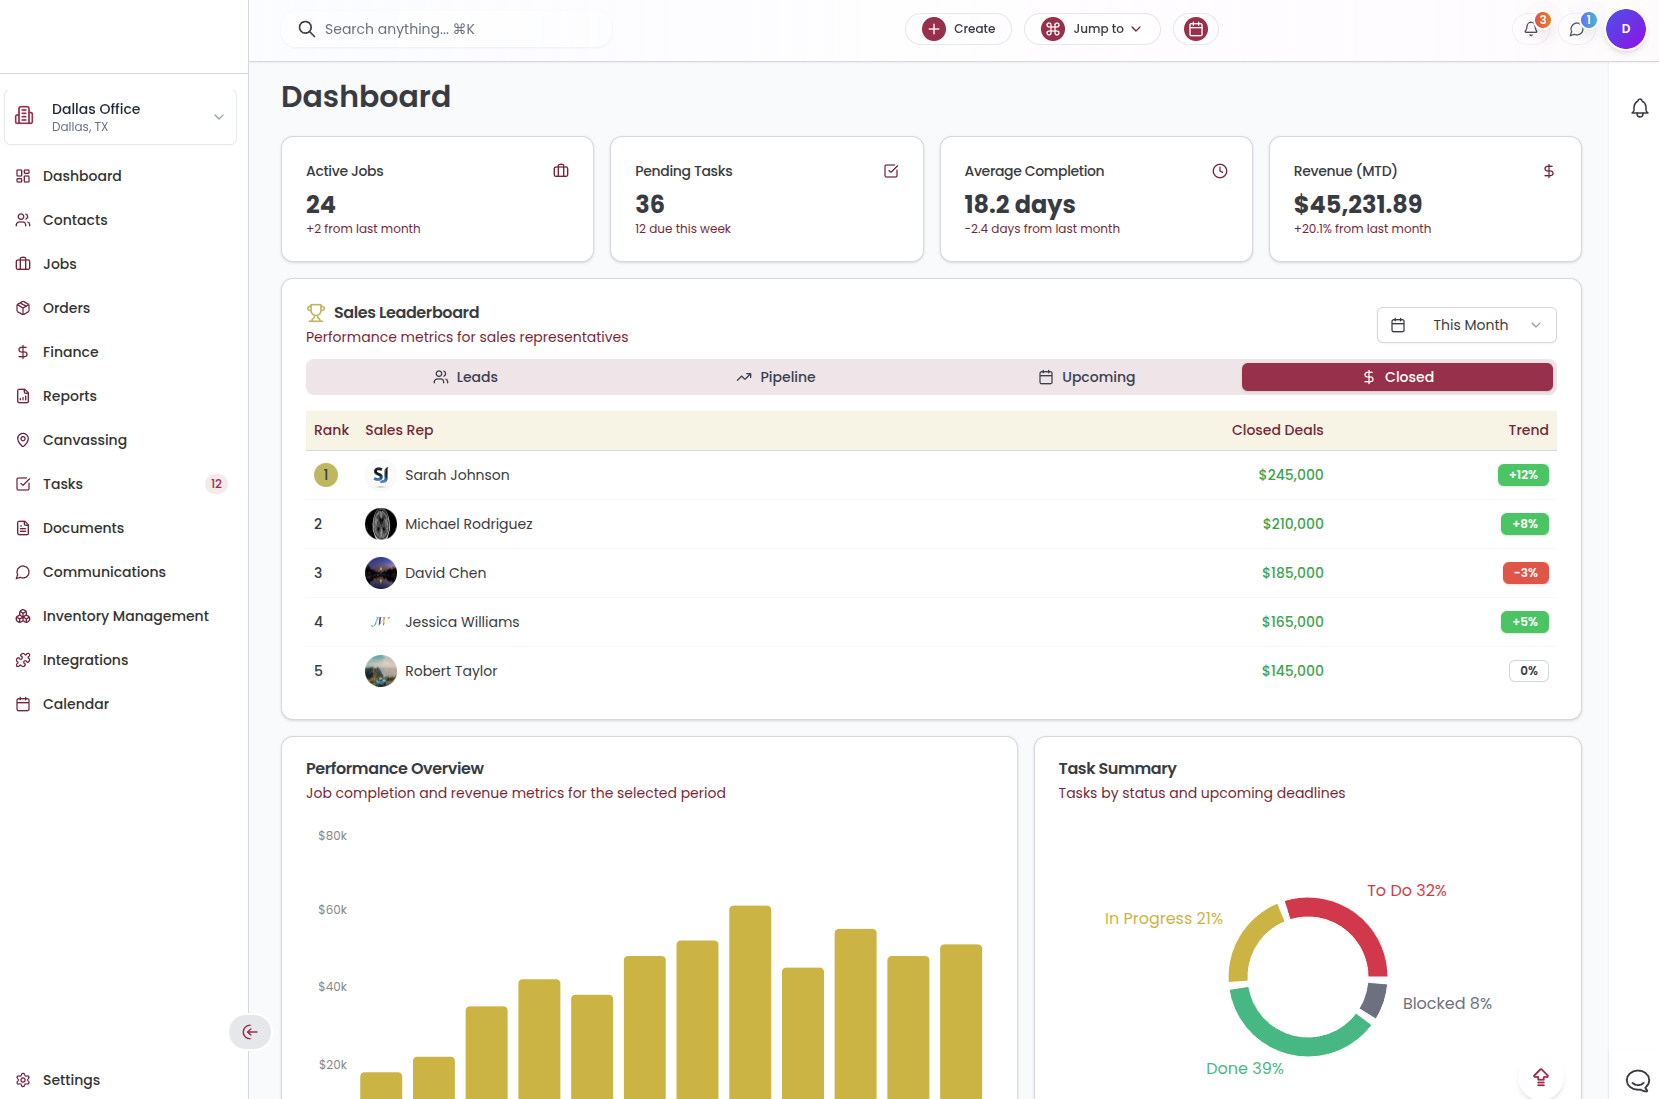 Search anything... ⌘K
Create
Jump to
3
1
D
Dallas Office
Dallas, TX
Dashboard
Contacts
Jobs
Orders
Finance
Reports
Canvassing
Tasks
12
Documents
Communications
Inventory Management
Integrations
Calendar
Settings
Dashboard
Active Jobs
24
+2 from last month
Pending Tasks
36
12 due this week
Average Completion
18.2 days
-2.4 days from last month
Revenue (MTD)
$45,231.89
+20.1% from last month
Sales Leaderboard
Performance metrics for sales representatives
This Month
Leads
Pipeline
Upcoming
Closed
Rank Sales Rep Closed Deals Trend
1 SJ Sarah Johnson $245,000 +12%
2 Michael Rodriguez $210,000 +8%
3 David Chen $185,000 -3%
4 JW Jessica Williams $165,000 +5%
5 Robert Taylor $145,000 0%
Performance Overview
Job completion and revenue metrics for the selected period
$80k
$60k
$40k
$20k
Task Summary
Tasks by status and upcoming deadlines
To Do 32%
In Progress 21%
Blocked 8%
Done 39%